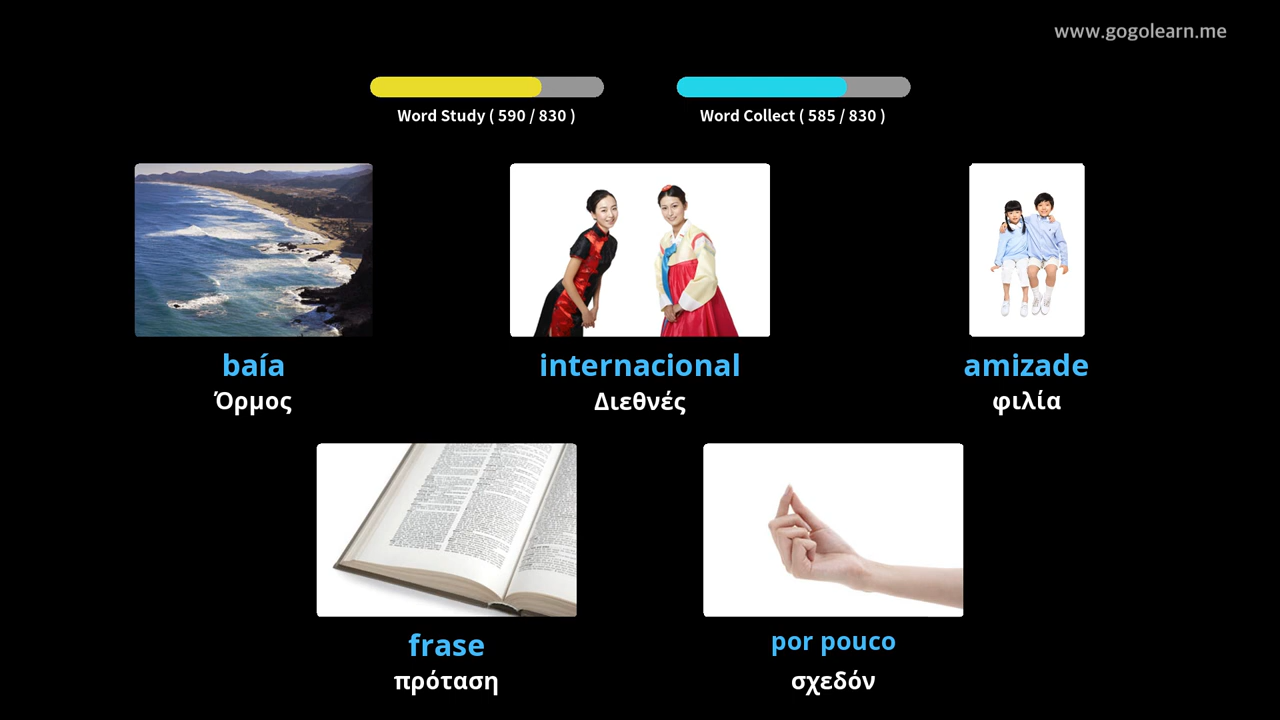 www.gogolearn.me
Word Study ( 590 / 830 )
Word Collect ( 585 / 830 )
baía
Όρμος
internacional
Διεθνές
amizade
φιλία
frase
πρόταση
por pouco
σχεδόν